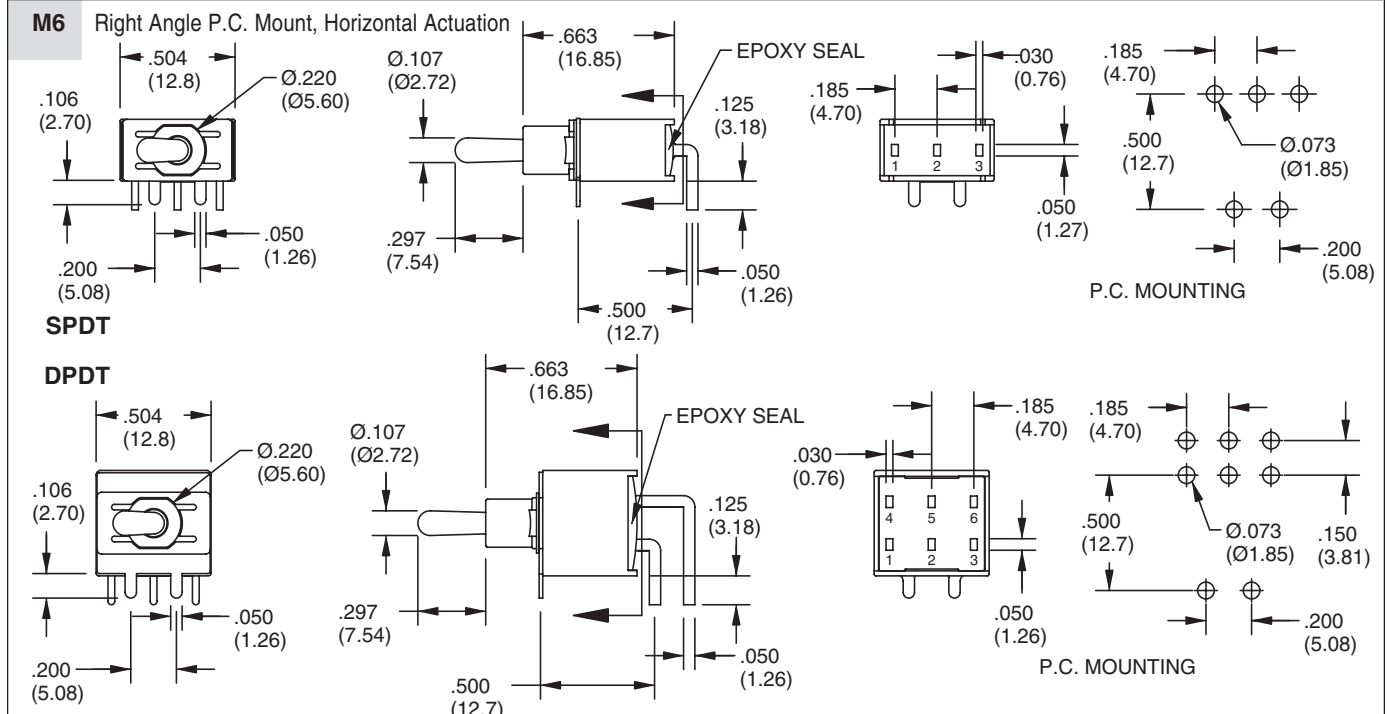 M6 Right Angle P.C. Mount, Horizontal Actuation
.504
(12.8)
Ø.220
(Ø5.60)
.106
(2.70)
.050
(1.26)
.200
(5.08)
SPDT
.663
(16.85)
EPOXY SEAL
Ø.107
(Ø2.72)
.125
(3.18)
.297
(7.54)
.050
(1.26)
.500
(12.7)
.030
(0.76)
.185
(4.70)
1 2 3
.050
(1.27)
.185
(4.70)
.500
(12.7)
Ø.073
(Ø1.85)
.200
(5.08)
P.C. MOUNTING
DPDT
.504
(12.8)
Ø.220
(Ø5.60)
.106
(2.70)
.050
(1.26)
.200
(5.08)
.663
(16.85)
EPOXY SEAL
Ø.107
(Ø2.72)
.125
(3.18)
.297
(7.54)
.050
(1.26)
.500
(12.7)
.185
(4.70)
.030
(0.76)
4 5 6
1 2 3
.050
(1.26)
.185
(4.70)
.500
(12.7)
Ø.073
(Ø1.85)
.150
(3.81)
.200
(5.08)
P.C. MOUNTING